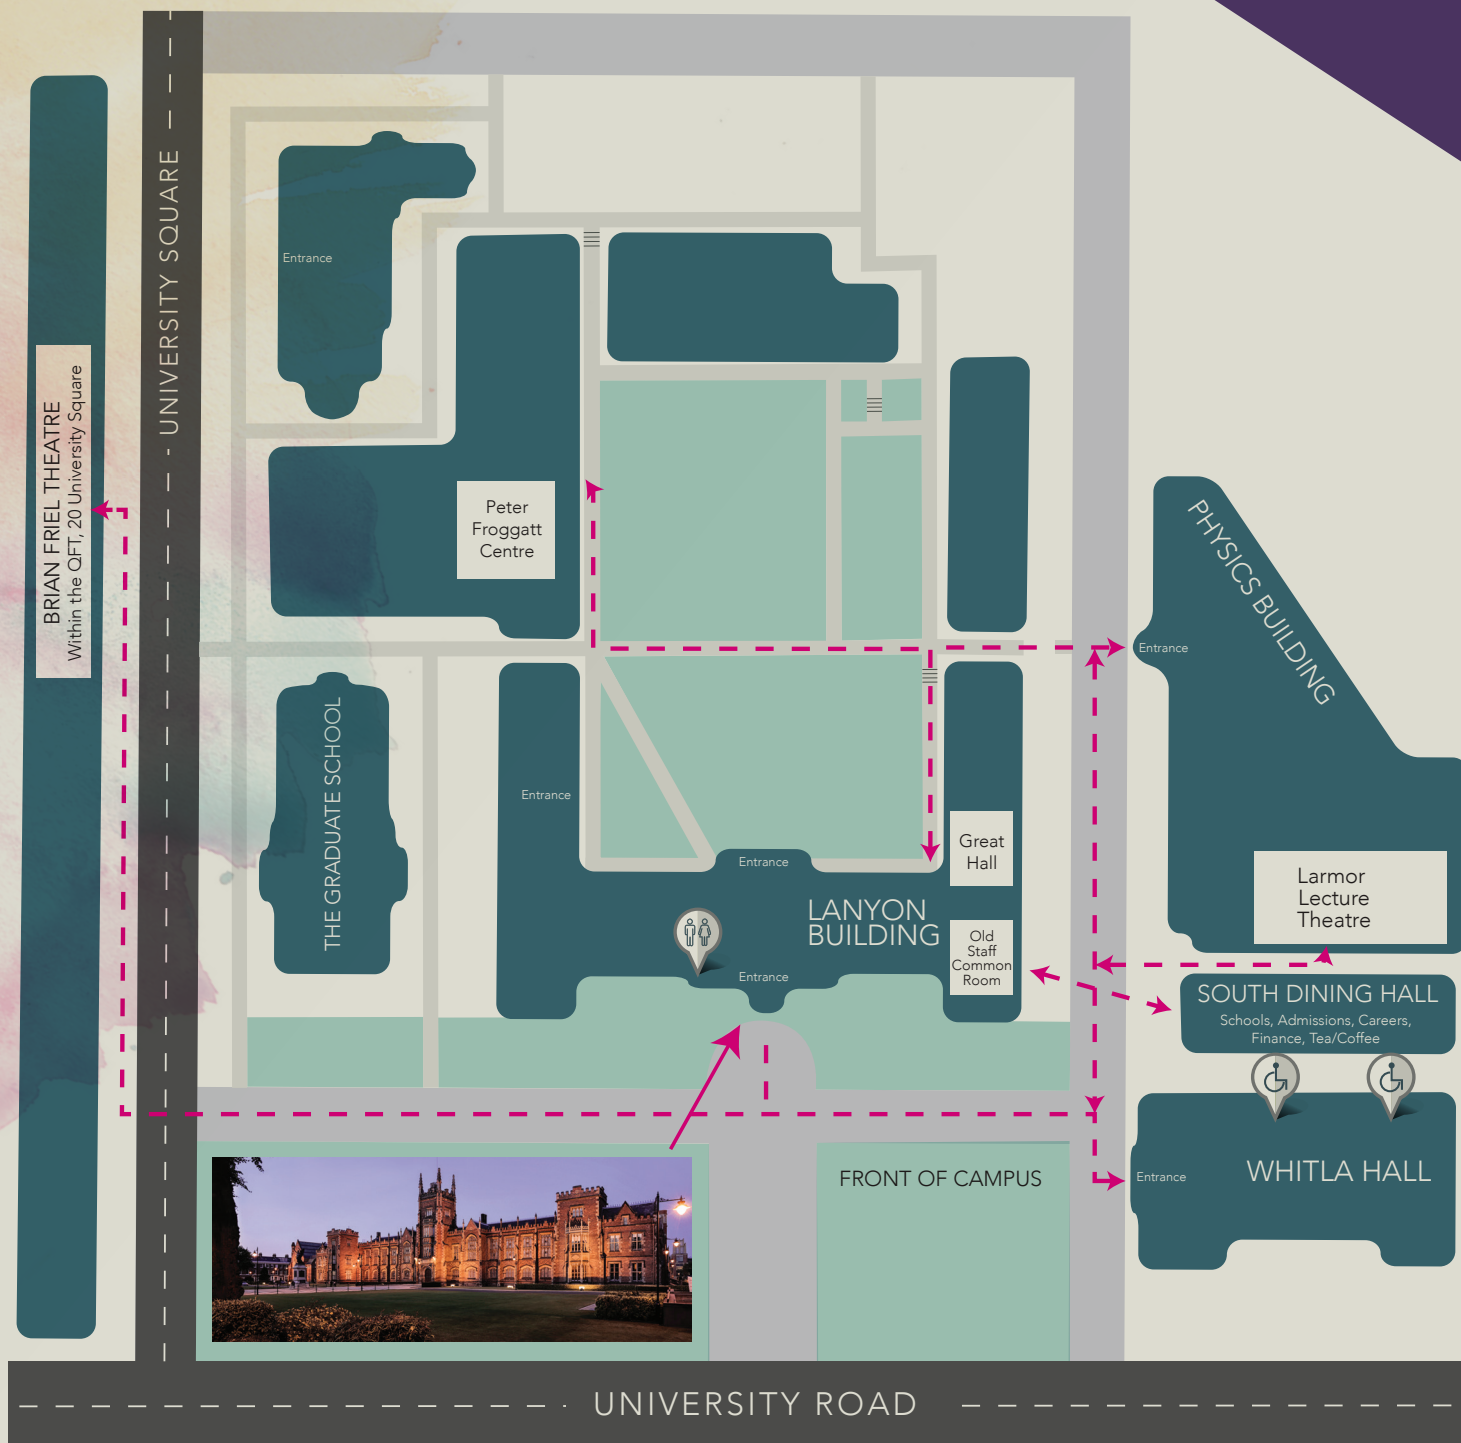 UNIVERSITY SQUARE
Entrance
BRIAN FRIEL THEATRE
Within the QFT, 20 University Square
Peter
Froggatt
Centre
PHYSICS BUILDING
Entrance
THE GRADUATE SCHOOL
Entrance
Great
Hall
Entrance
LANYON
BUILDING
Old
Staff
Common
Room
Entrance
Larmor
Lecture
Theatre
SOUTH DINING HALL
Schools, Admissions, Careers,
Finance, Tea/Coffee
FRONT OF CAMPUS
Entrance
WHITLA HALL
UNIVERSITY ROAD